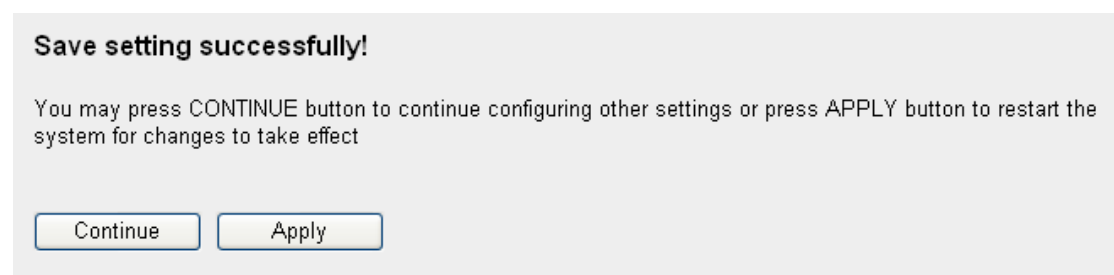 Save setting successfully!
You may press CONTINUE button to continue configuring other settings or press APPLY button to restart the
system for changes to take effect
Continue
Apply